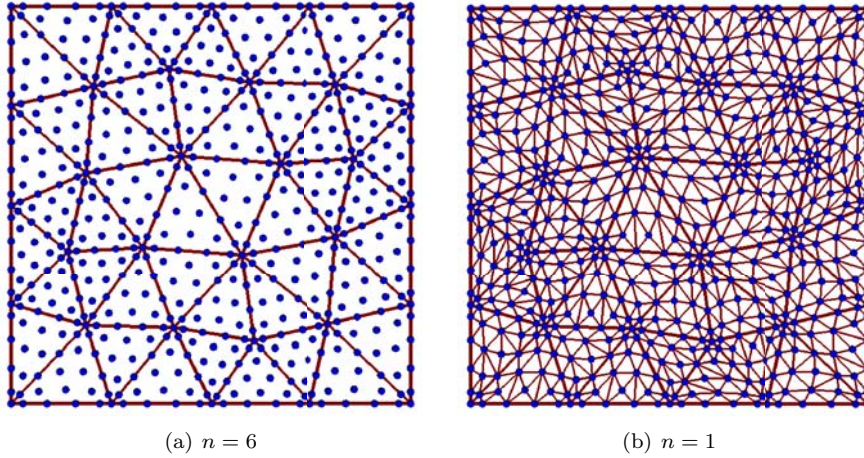 (a) n = 6
(b) n = 1